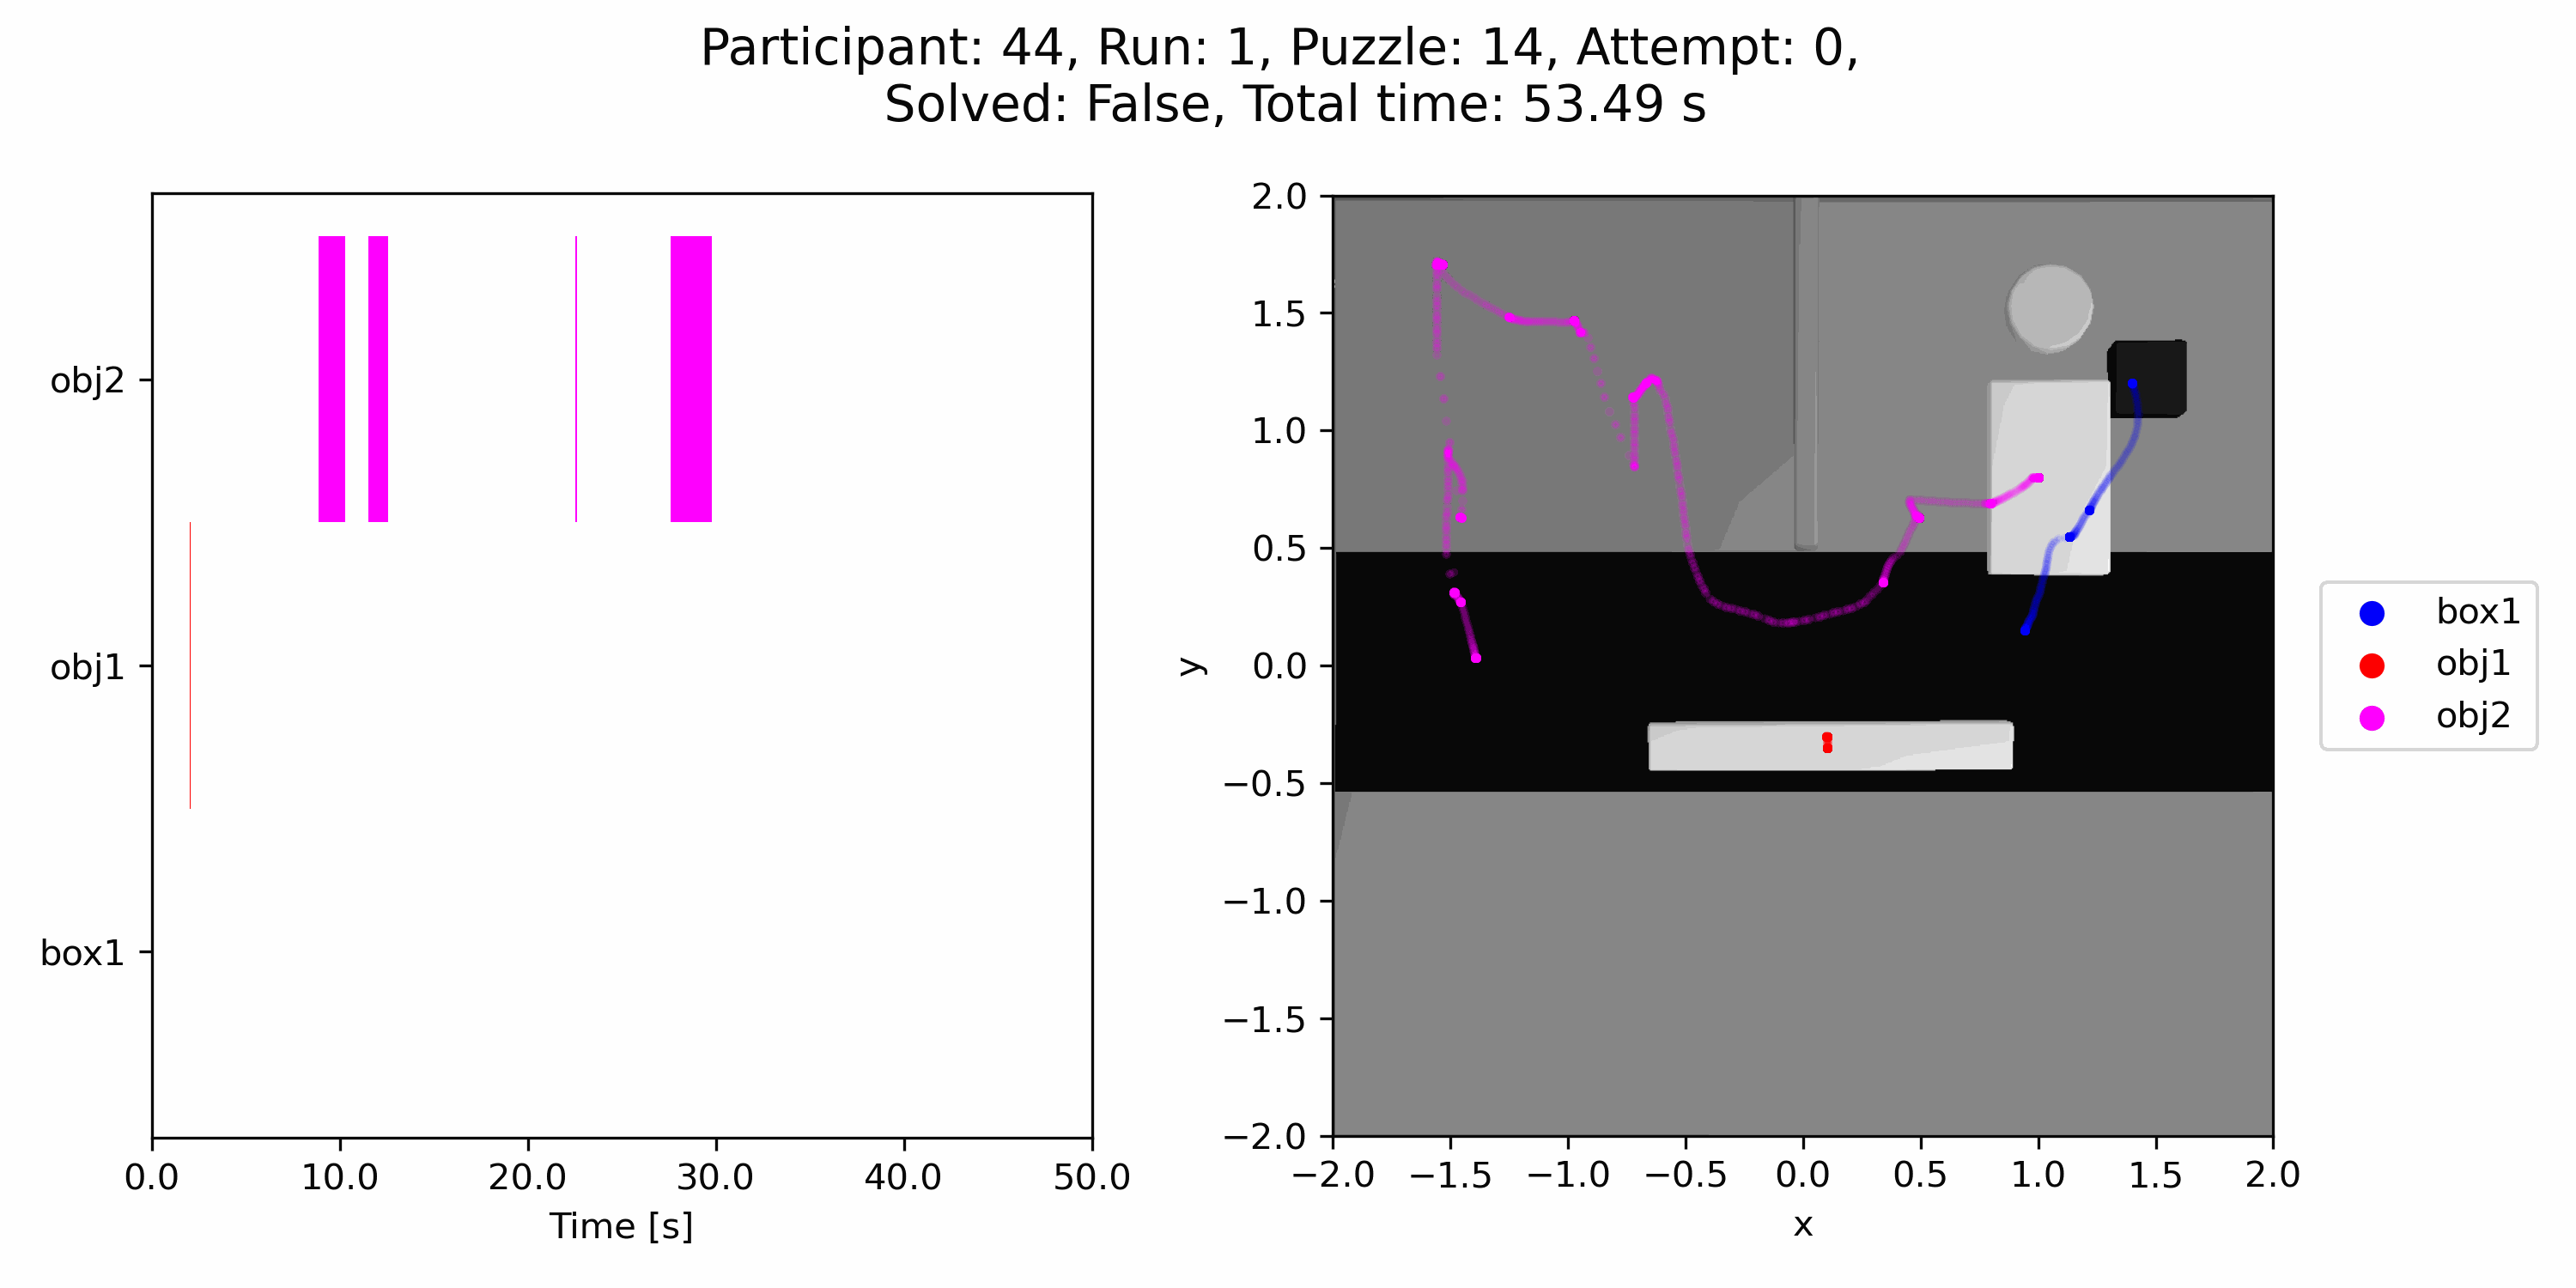 Participant: 44, Run: 1, Puzzle: 14, Attempt: 0,
Solved: False, Total time: 53.49 s
obj2
obj1
box1
0.0 10.0 20.0 30.0 40.0 50.0
Time [s]
2.0
1.5
1.0
0.5
0.0
−0.5
−1.0
−1.5
−2.0
y
−2.0 −1.5 −1.0 −0.5 0.0 0.5 1.0 1.5 2.0
x
box1
obj1
obj2